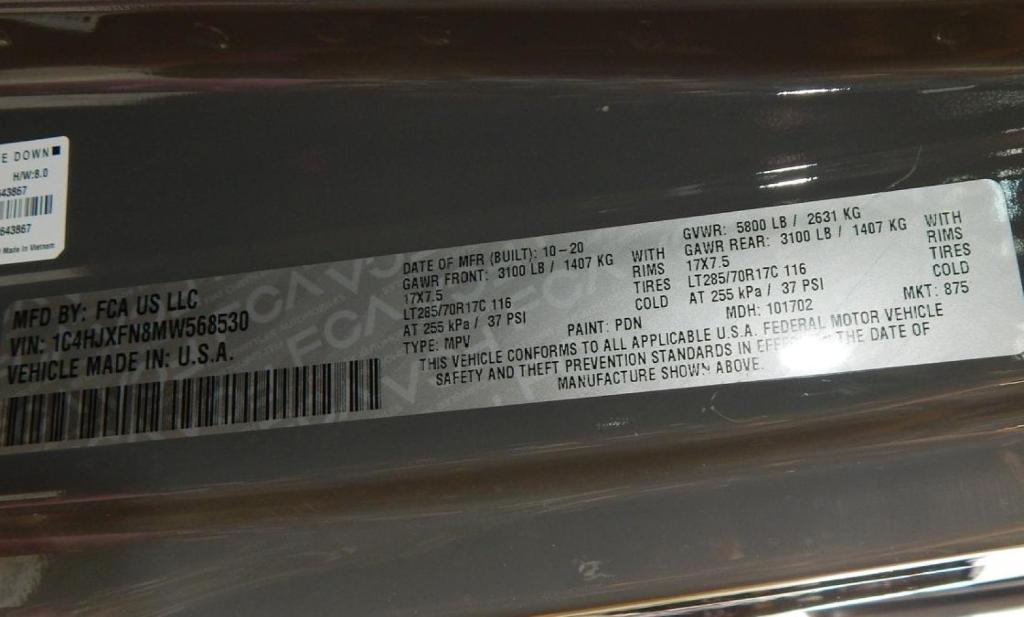 E DOWN
H/W:8.0
643867
643867
Made in Vietnam
MFD BY: FCA US LLC
VIN: 1C4HJXFN8MW568530
VEHICLE MADE IN: U.S.A.
DATE OF MFR (BUILT): 10-20
GAWR FRONT: 3100 LB / 1407 KG WITH
17X7.5 RIMS
LT285/70R17C 116 TIRES
AT 255 kPa / 37 PSI COLD
TYPE: MPV PAINT: PDN
GVWR: 5800 LB / 2631 KG
GAWR REAR: 3100 LB / 1407 KG WITH
17X7.5 RIMS
LT285/70R17C 116 TIRES
AT 255 kPa / 37 PSI COLD
MDH: 101702 MKT: 875
THIS VEHICLE CONFORMS TO ALL APPLICABLE U.S.A. FEDERAL MOTOR VEHICLE
SAFETY AND THEFT PREVENTION STANDARDS IN EFFECT ON THE DATE OF
MANUFACTURE SHOWN ABOVE.